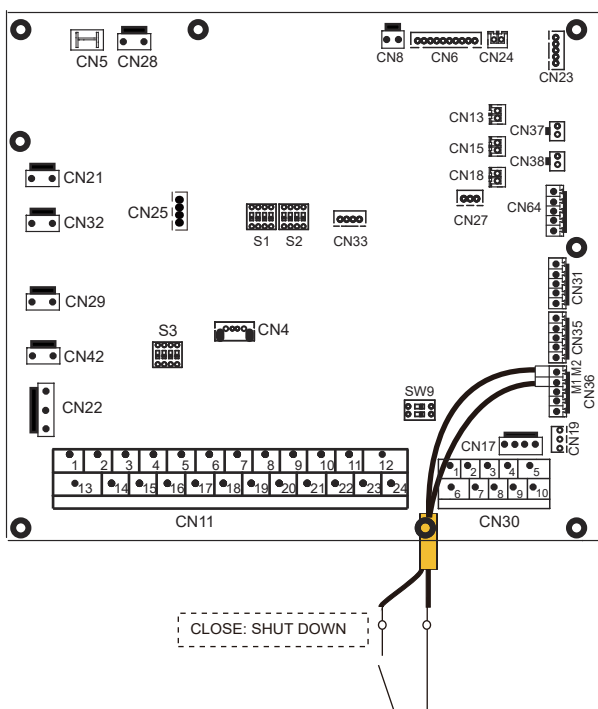 CN5 CN28 CN8 CN6 CN24
CN23
CN13
CN37
CN15
CN38
CN18
CN21
CN25
CN32
CN64
CN27
S1 S2 CN33
CN31
CN29
CN4
S3
CN35
CN42
M1 M2
CN36
SW9
CN22
CN17
CN19
1 2 3 4 5 6 7 8 9 10 11 12
13 14 15 16 17 18 19 20 21 22 23 24
CN11
1 2 3 4 5
6 7 8 9 10
CN30
CLOSE: SHUT DOWN